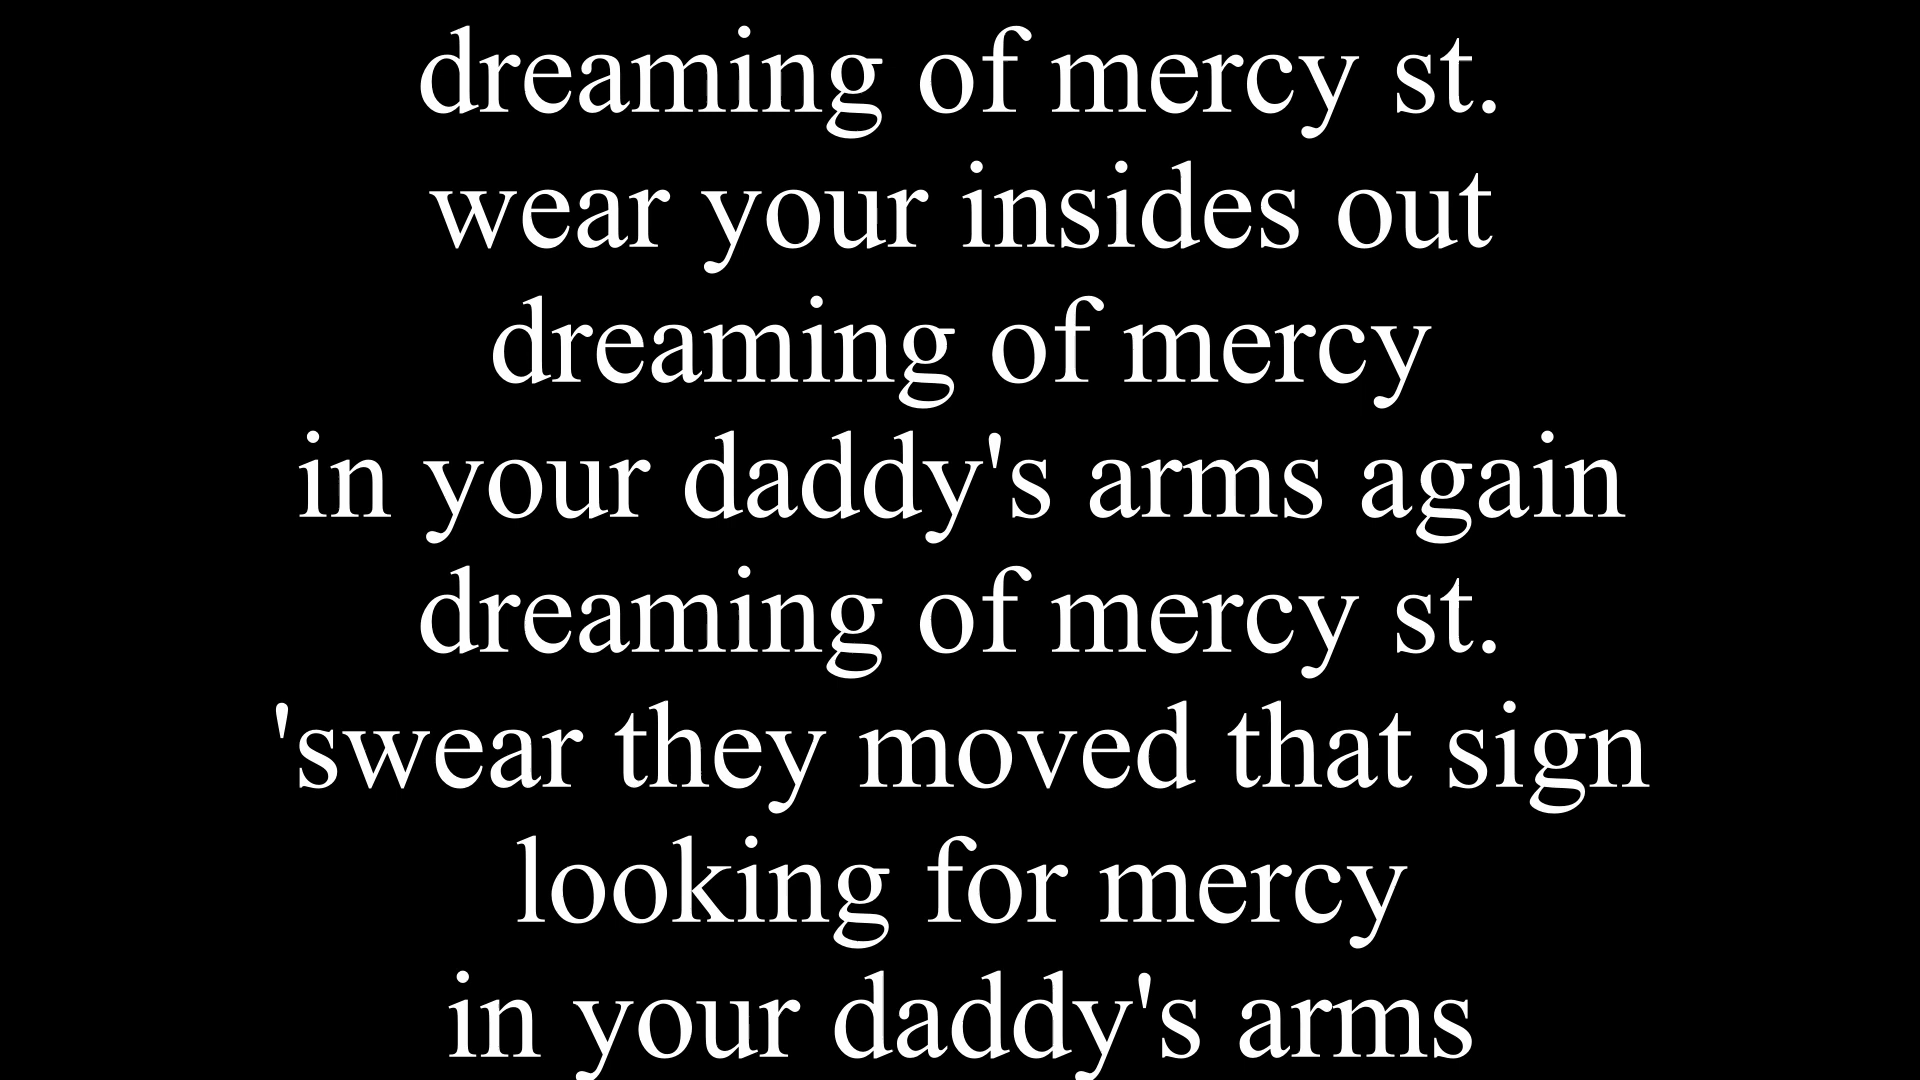 dreaming of mercy st.
wear your insides out
dreaming of mercy
in your daddy's arms again
dreaming of mercy st.
'swear they moved that sign
looking for mercy
in your daddy's arms